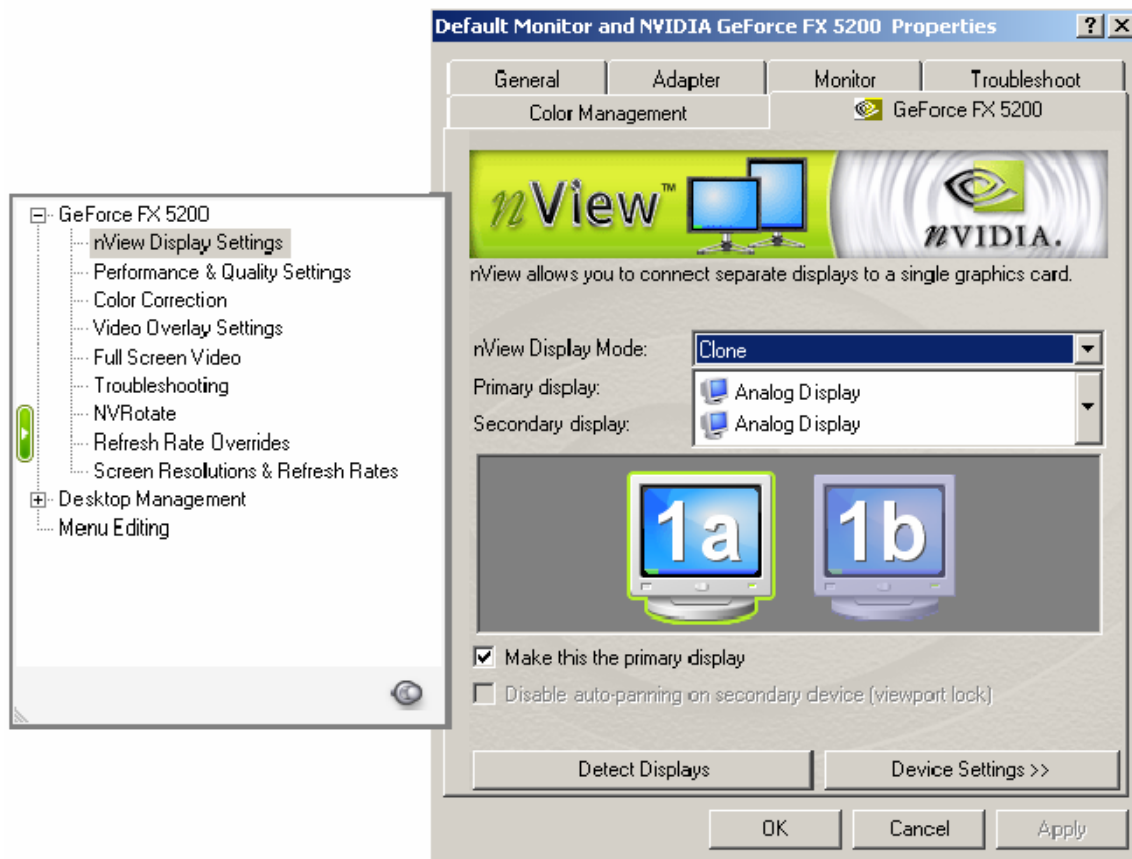 Default Monitor and NVIDIA GeForce FX 5200 Properties
General Adapter Monitor Troubleshoot
Color Management GeForce FX 5200
nView™
nVIDIA.
nView allows you to connect separate displays to a single graphics card.
nView Display Mode: Clone
Primary display: Analog Display
Secondary display: Analog Display
1a 1b
Make this the primary display
Disable auto-panning on secondary device (viewport lock)
Detect Displays Device Settings >>
OK Cancel Apply
GeForce FX 5200
nView Display Settings
Performance & Quality Settings
Color Correction
Video Overlay Settings
Full Screen Video
Troubleshooting
NVRotate
Refresh Rate Overrides
Screen Resolutions & Refresh Rates
Desktop Management
Menu Editing